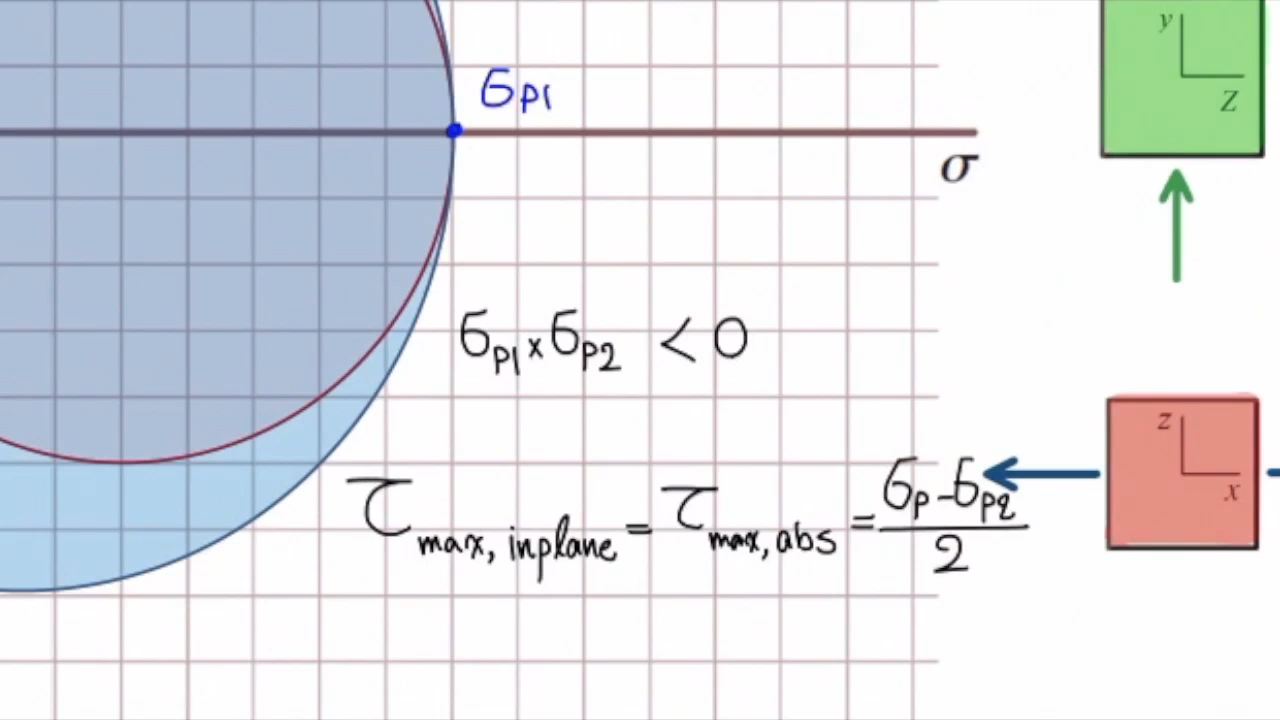 y
z
σp1
σ
σp1 x σp2 < 0
z
x
τmax, inplane = τmax, abs = σp - σp2 / 2